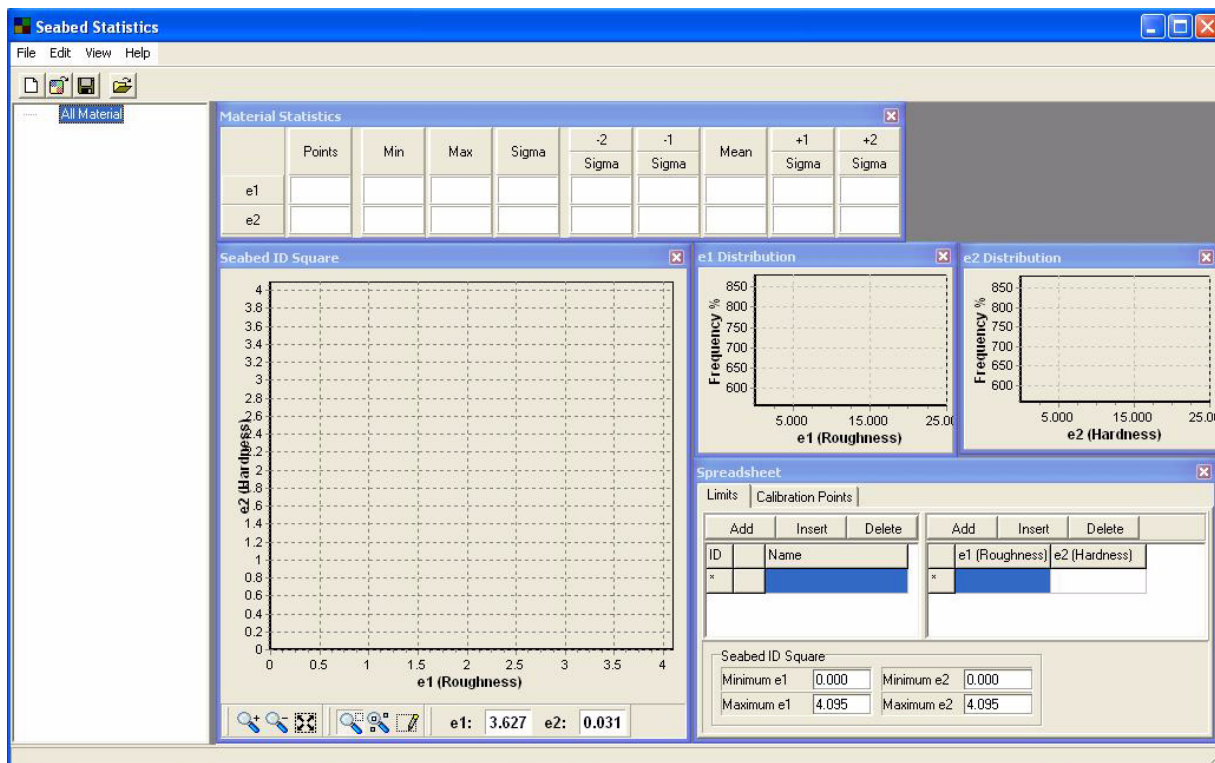 Seabed Statistics
File Edit View Help
All Material
Material Statistics
Points Min Max Sigma -2 Sigma -1 Sigma Mean +1 Sigma +2 Sigma
e1
e2
Seabed ID Square
4
3.8
3.6
3.4
3.2
3
2.8
2.6
2.4
2.2
2
1.8
1.6
1.4
1.2
1
0.8
0.6
0.4
0.2
0
e2 (Hardness)
0 0.5 1 1.5 2 2.5 3 3.5 4
e1 (Roughness)
e1: 3.627 e2: 0.031
e1 Distribution
850
800
750
700
650
600
Frequency %
5.000 15.000 25.00
e1 (Roughness)
e2 Distribution
850
800
750
700
650
600
Frequency %
5.000 15.000 25.0
e2 (Hardness)
Spreadsheet
Limits Calibration Points
Add Insert Delete
ID Name
*
Add Insert Delete
e1 (Roughness) e2 (Hardness)
*
Seabed ID Square
Minimum e1 0.000 Minimum e2 0.000
Maximum e1 4.095 Maximum e2 4.095